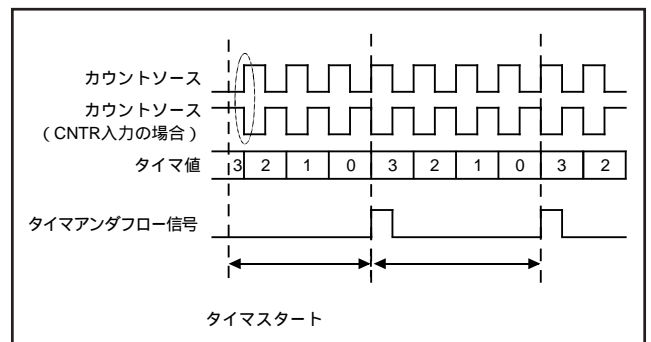 カウントソース
カウントソース
(CNTR入力の場合)
タイマ値 3 2 1 0 3 2 1 0 3 2
タイマアンダフロー信号
タイマスタート